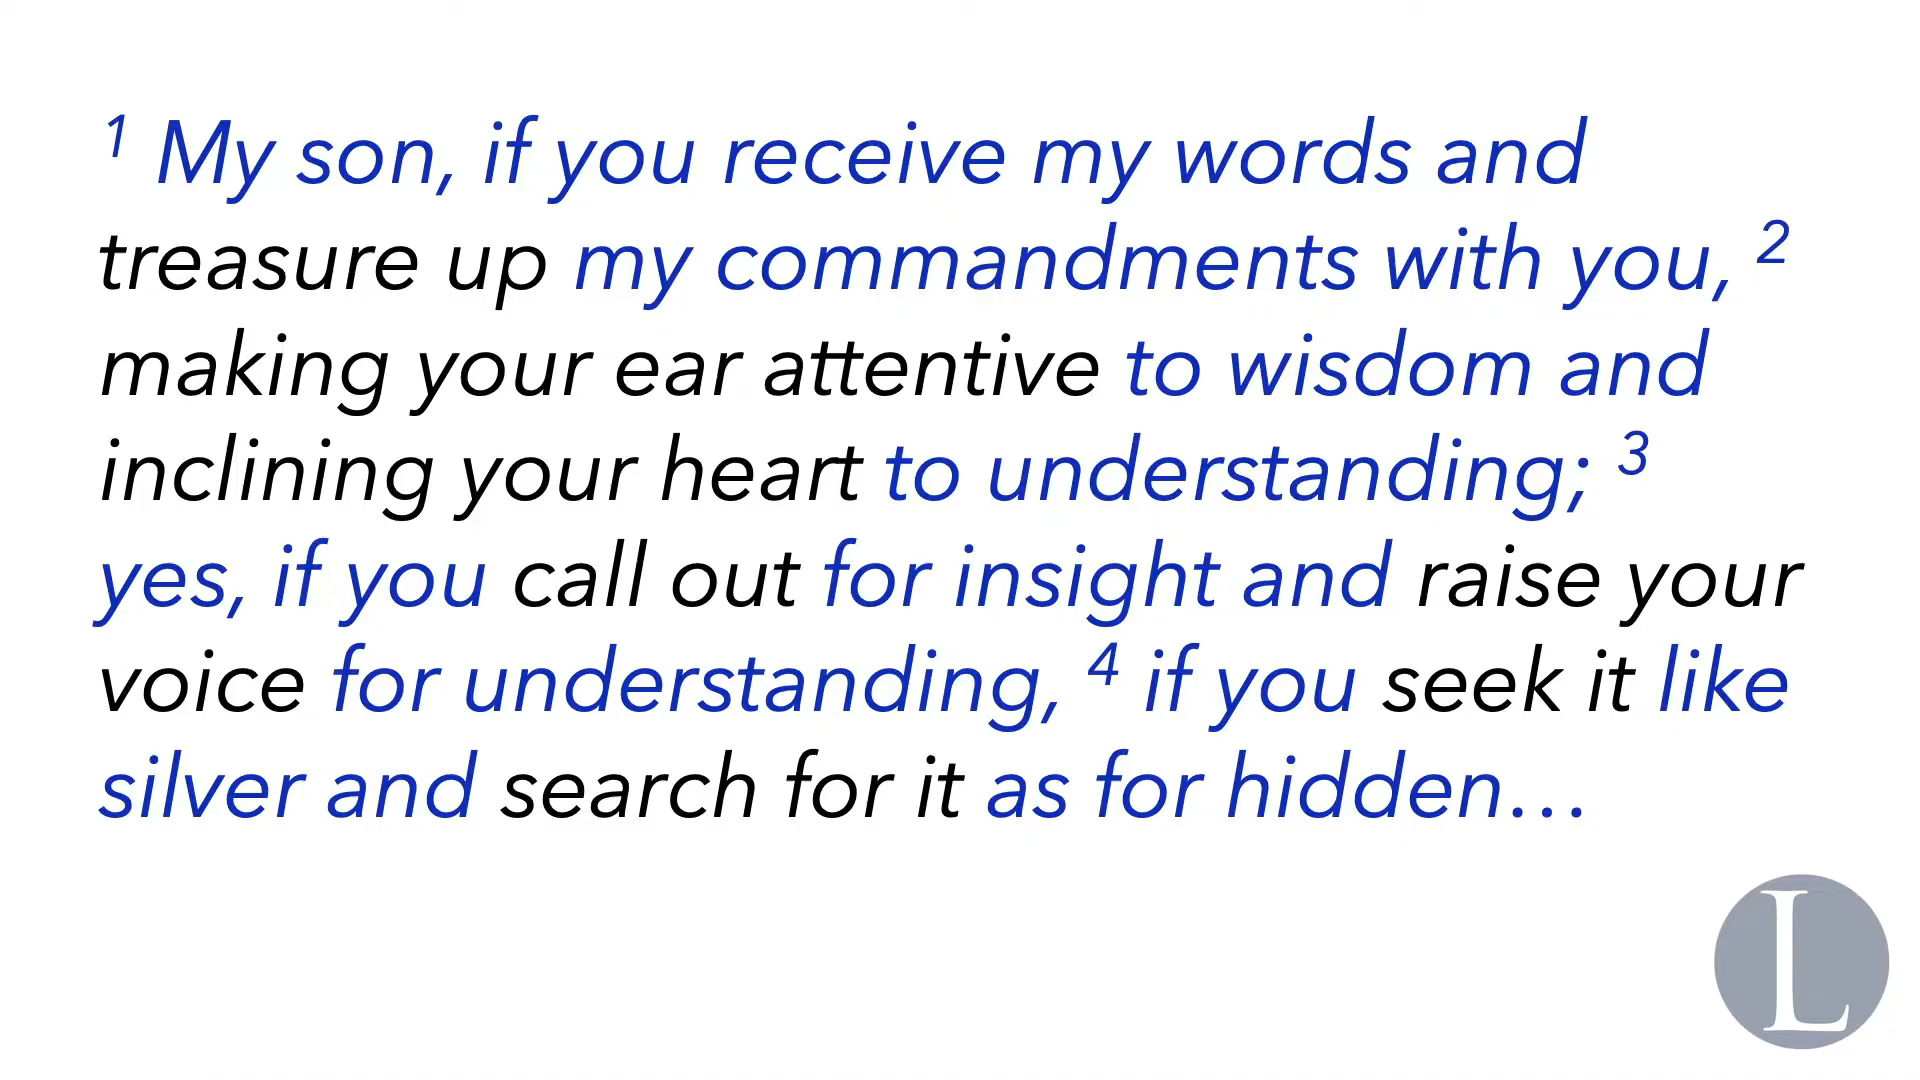 1 My son, if you receive my words and
treasure up my commandments with you, 2
making your ear attentive to wisdom and
inclining your heart to understanding; 3
yes, if you call out for insight and raise your
voice for understanding, 4 if you seek it like
silver and search for it as for hidden…
L